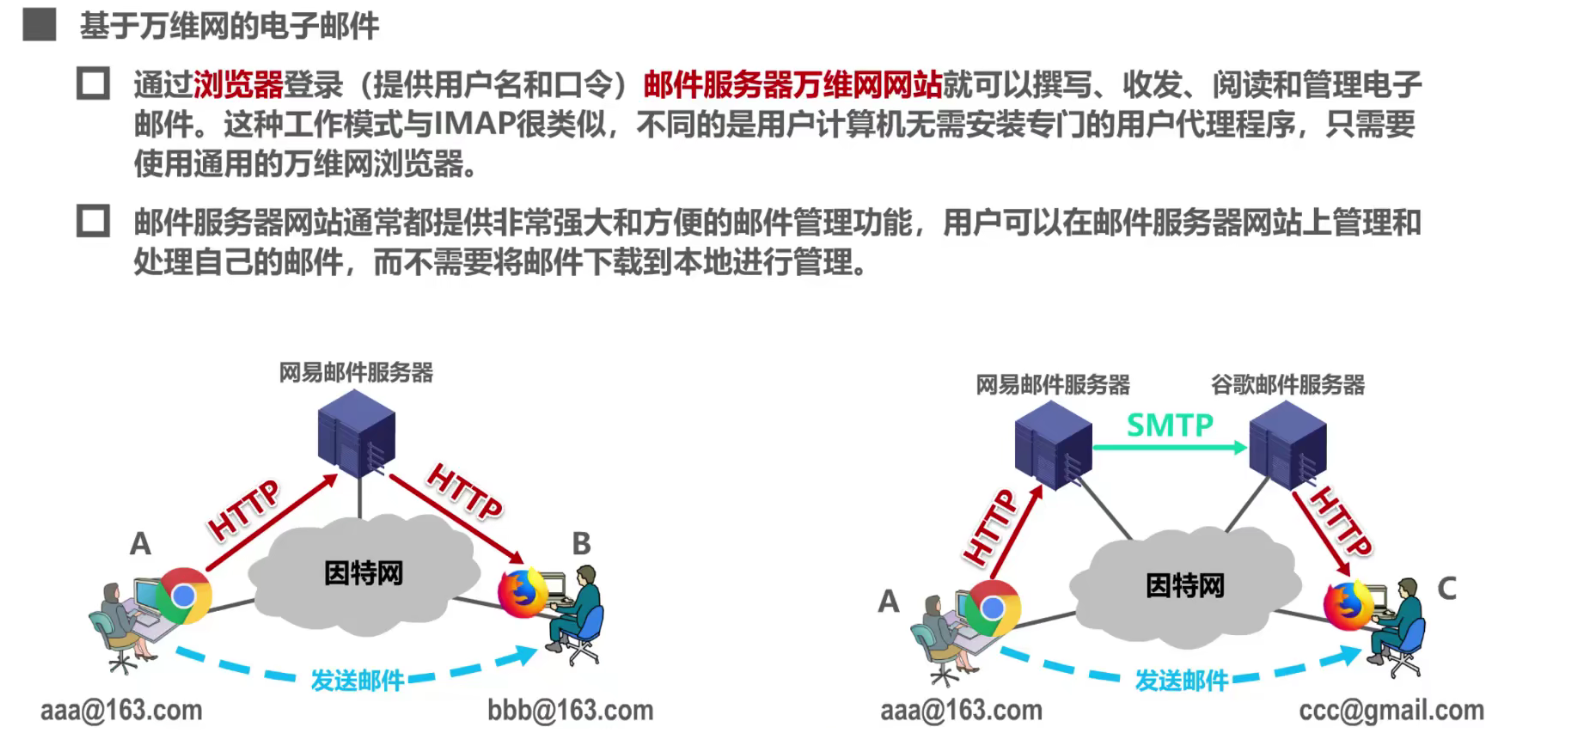 基于万维网的电子邮件
通过浏览器登录（提供用户名和口令）邮件服务器万维网网站就可以撰写、收发、阅读和管理电子
邮件。这种工作模式与IMAP很类似，不同的是用户计算机无需安装专门的用户代理程序，只需要
使用通用的万维网浏览器。
邮件服务器网站通常都提供非常强大和方便的邮件管理功能，用户可以在邮件服务器网站上管理和
处理自己的邮件，而不需要将邮件下载到本地进行管理。
网易邮件服务器
HTTP
HTTP
A
B
因特网
发送邮件
aaa@163.com
bbb@163.com
网易邮件服务器
谷歌邮件服务器
SMTP
HTTP
HTTP
A
C
因特网
发送邮件
aaa@163.com
ccc@gmail.com